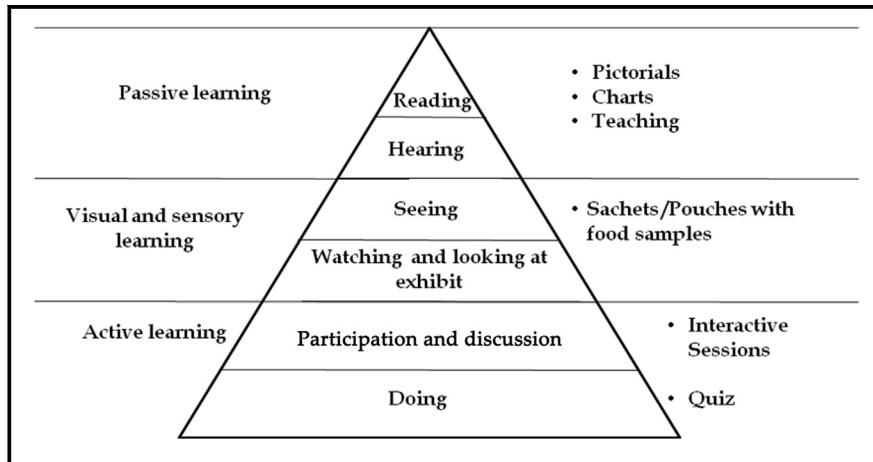 Passive learning
Reading
Hearing
• Pictorials
• Charts
• Teaching
Visual and sensory
learning
Seeing
Watching and looking at
exhibit
• Sachets/Pouches with
food samples
Active learning
Participation and discussion
Doing
• Interactive
Sessions
• Quiz